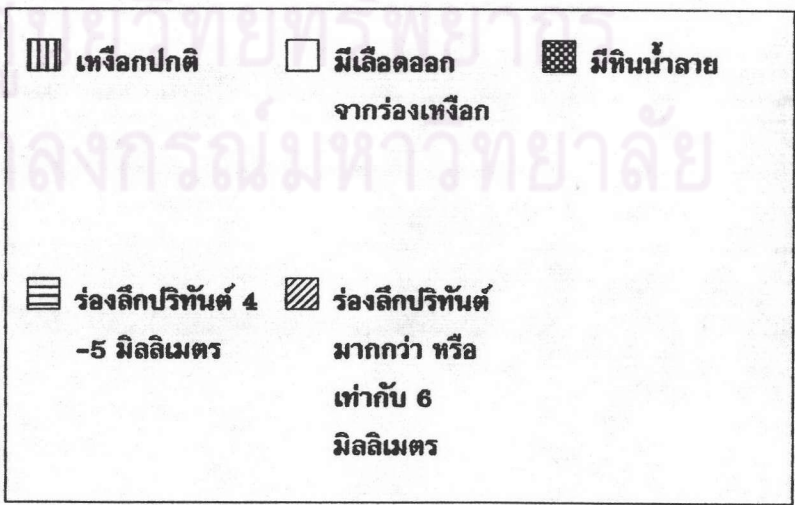 เหงือกปกติ
มีเลือดออก
จากร่องเหงือก
มีหินน้ำลาย
ร่องลึกปริทันต์ 4
-5 มิลลิเมตร
ร่องลึกปริทันต์
มากกว่า หรือ
เท่ากับ 6
มิลลิเมตร